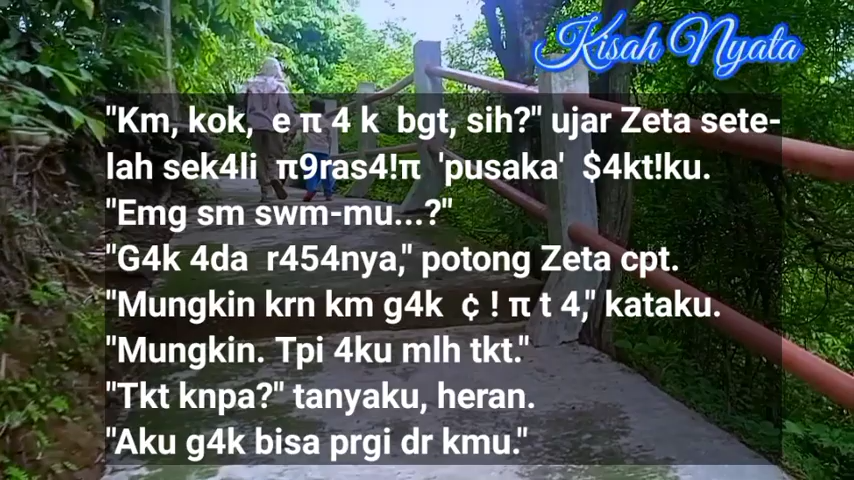 Kisah Nyata
"Km, kok, e π 4 k bgt, sih?" ujar Zeta sete-
lah sek4li π9ras4!π 'pusaka' $4kt!ku.
"Emg sm swm-mu...?"
"G4k 4da r454nya," potong Zeta cpt.
"Mungkin krn km g4k ¢ ! π t 4," kataku.
"Mungkin. Tpi 4ku mlh tkt."
"Tkt knpa?" tanyaku, heran.
"Aku g4k bisa prgi dr kmu."